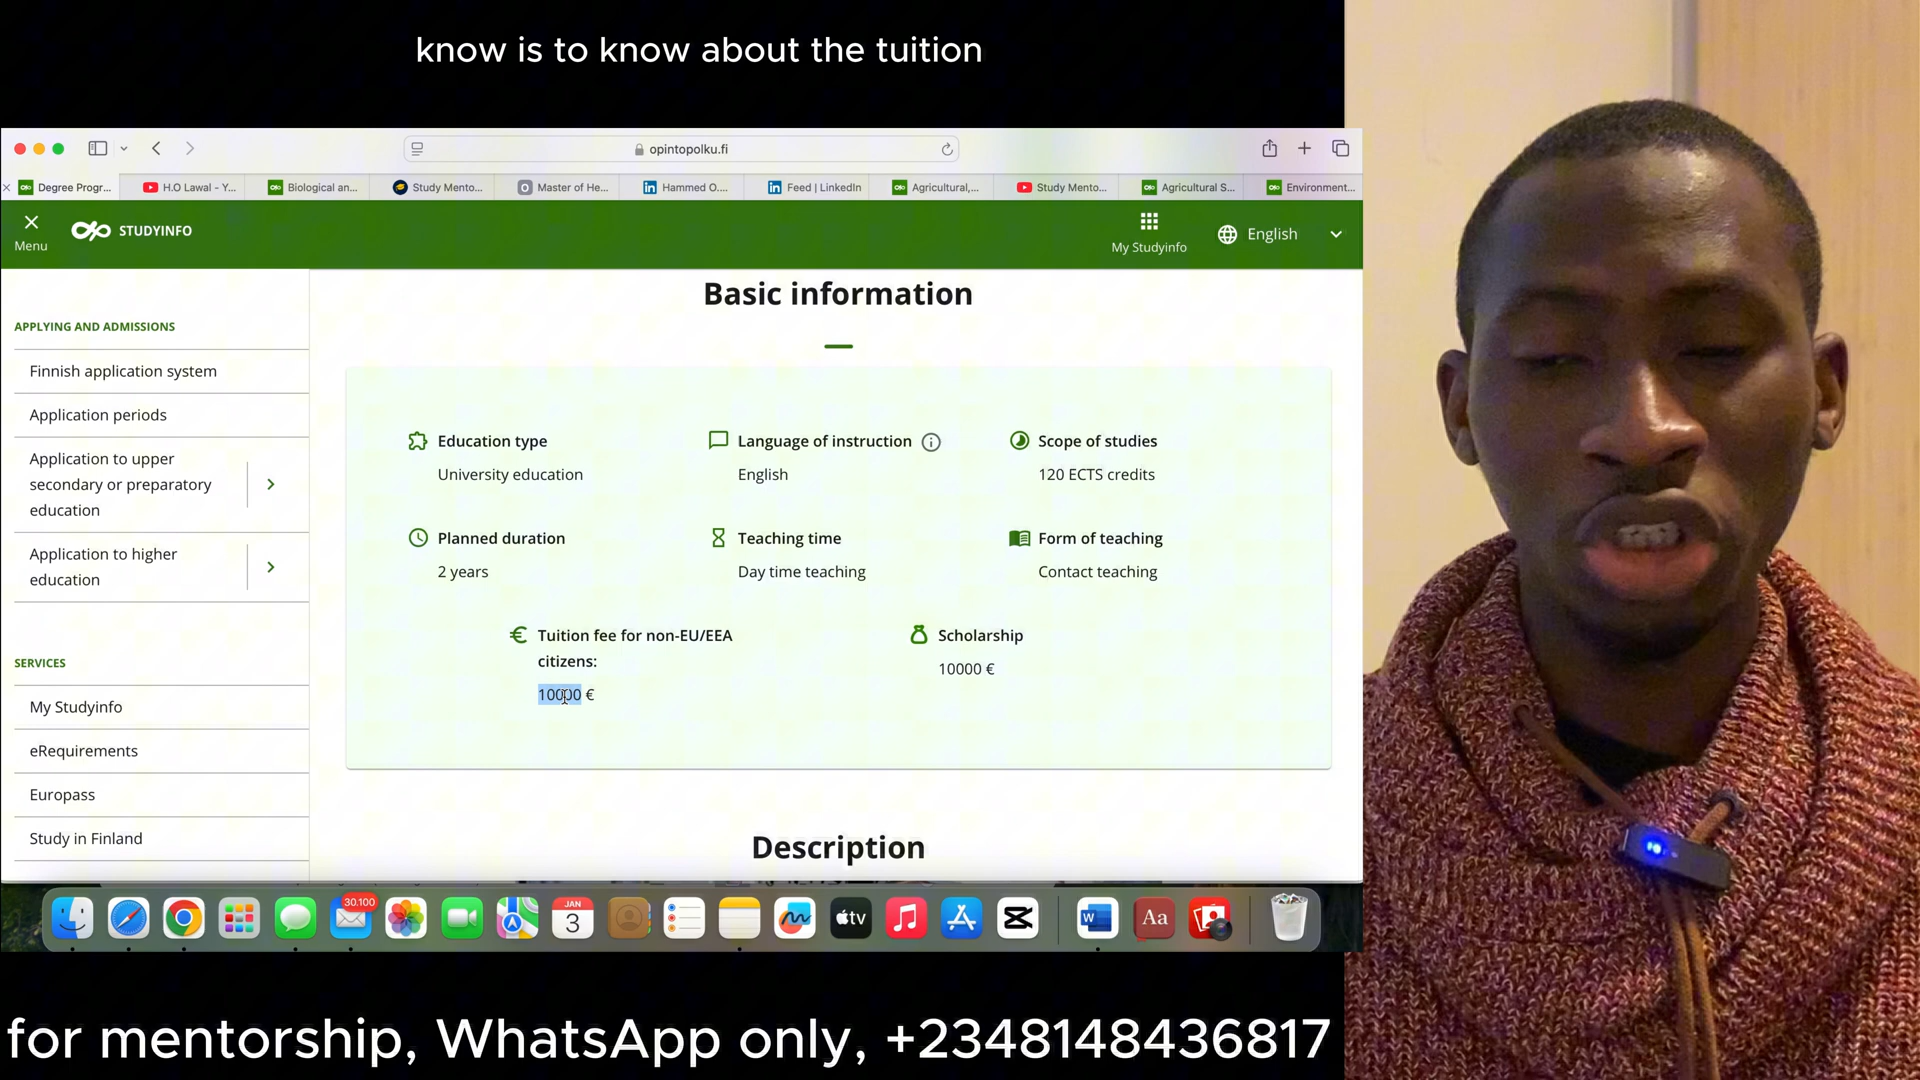 know is to know about the tuition
opintopolku.fi
Degree Progr...
H.O Lawal - Y...
Biological an...
Study Mento...
Master of He...
Hammed O....
Feed | LinkedIn
Agricultural,...
Study Mento...
Agricultural S...
Environment...
Menu
STUDYINFO
My Studyinfo
English
APPLYING AND ADMISSIONS
Finnish application system
Application periods
Application to upper
secondary or preparatory
education
Application to higher
education
SERVICES
My Studyinfo
eRequirements
Europass
Study in Finland
Basic information
Education type
University education
Language of instruction
English
Scope of studies
120 ECTS credits
Planned duration
2 years
Teaching time
Day time teaching
Form of teaching
Contact teaching
Tuition fee for non-EU/EEA
citizens:
10000 €
Scholarship
10000 €
Description
30.100
JAN
3
tv
W
Aa
for mentorship, WhatsApp only, +2348148436817